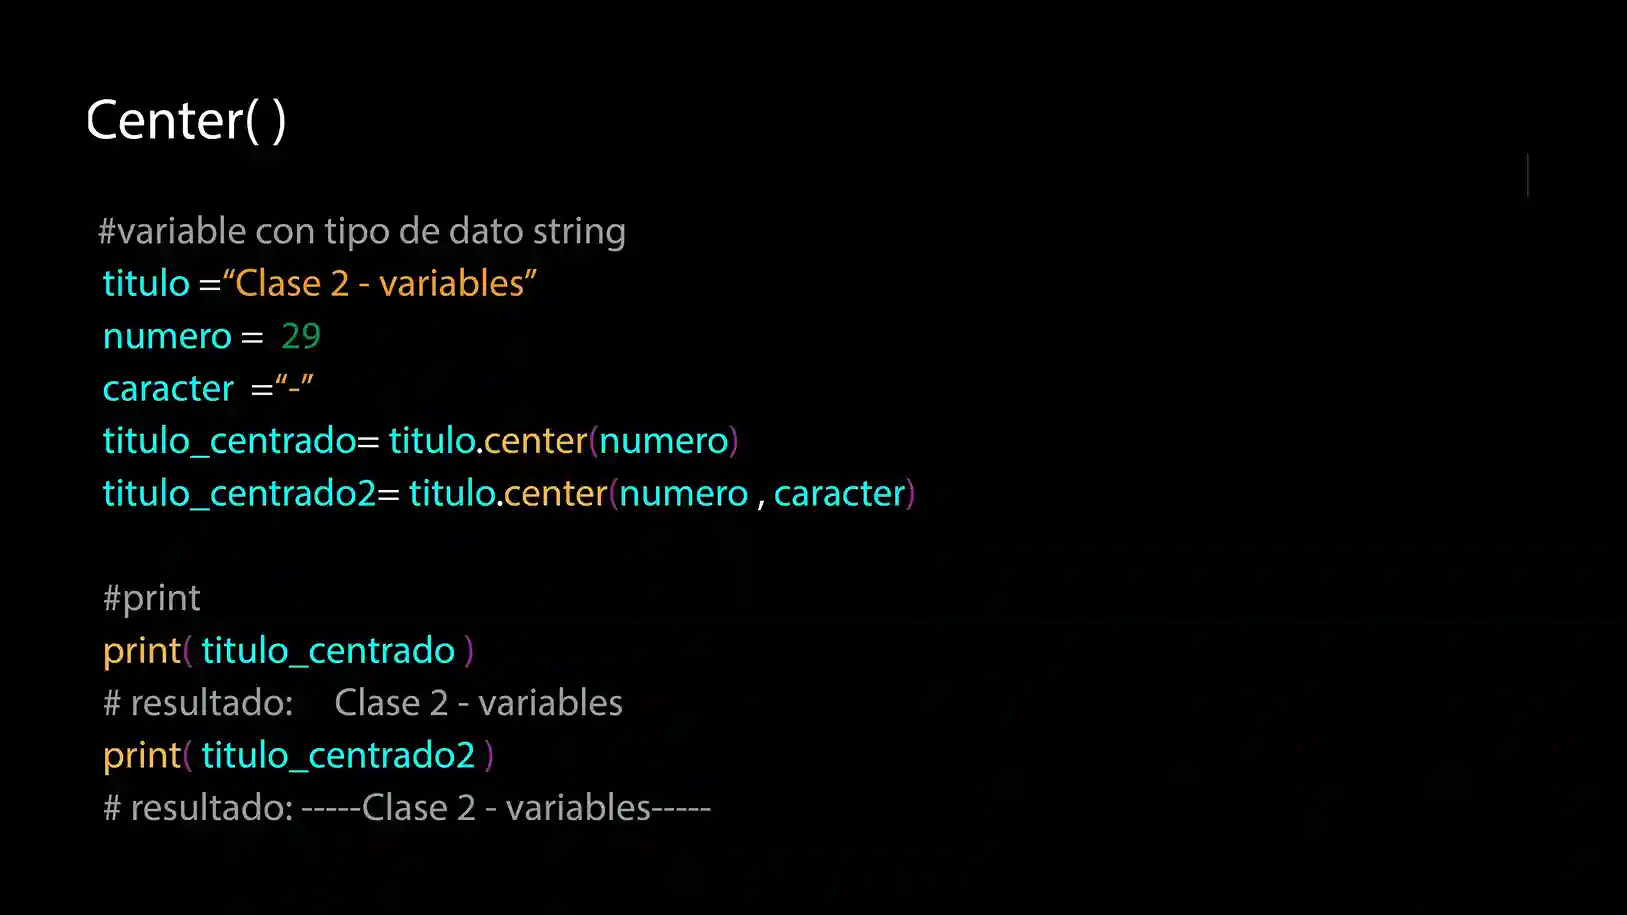 Center( )
#variable con tipo de dato string
titulo =“Clase 2 - variables”
numero = 29
caracter =“-”
titulo_centrado= titulo.center(numero)
titulo_centrado2= titulo.center(numero , caracter)
#print
print( titulo_centrado )
# resultado: Clase 2 - variables
print( titulo_centrado2 )
# resultado: -----Clase 2 - variables-----